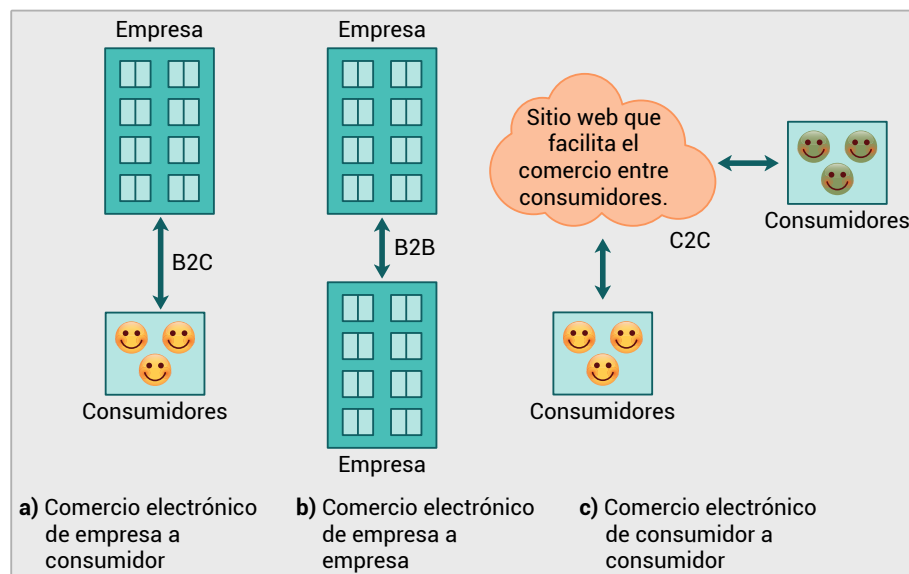 Empresa
B2C
Consumidores
a) Comercio electrónico
de empresa a
consumidor
Empresa
B2B
Empresa
b) Comercio electrónico
de empresa a
empresa
Sitio web que
facilita el
comercio entre
consumidores.
C2C
Consumidores
Consumidores
c) Comercio electrónico
de consumidor a
consumidor